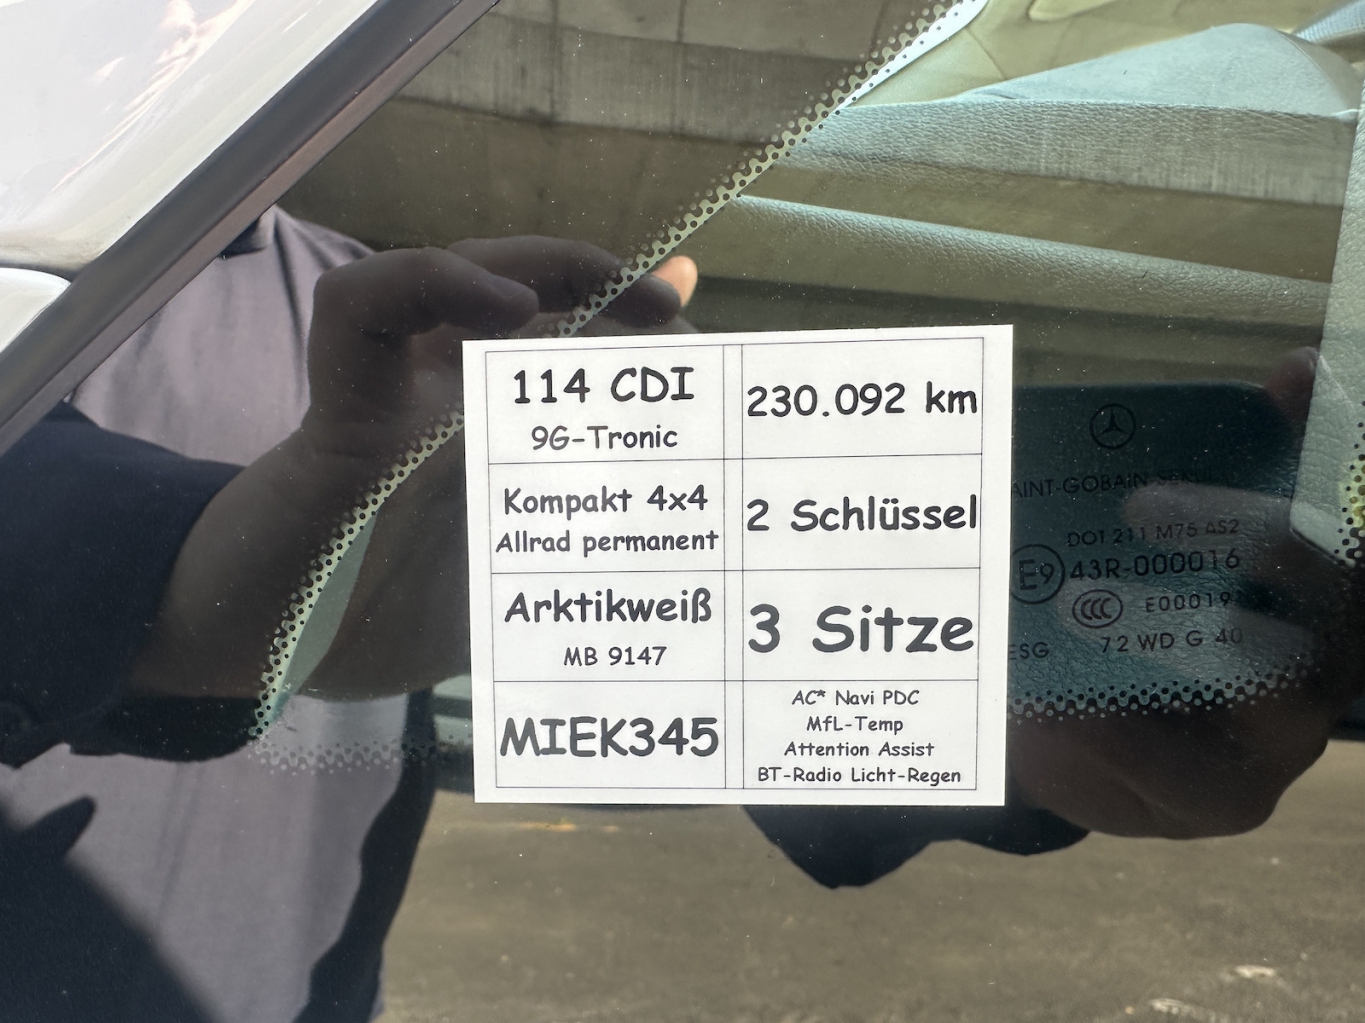 114 CDI
9G-Tronic
230.092 km
Kompakt 4x4
Allrad permanent
2 Schlüssel
Arktikweiß
MB 9147
3 Sitze
MIEK345
AC* Navi PDC
MfL-Temp
Attention Assist
BT-Radio Licht-Regen
DOT 211 M75 AS2
E9 43R-000016
CCC
72 WD G 40